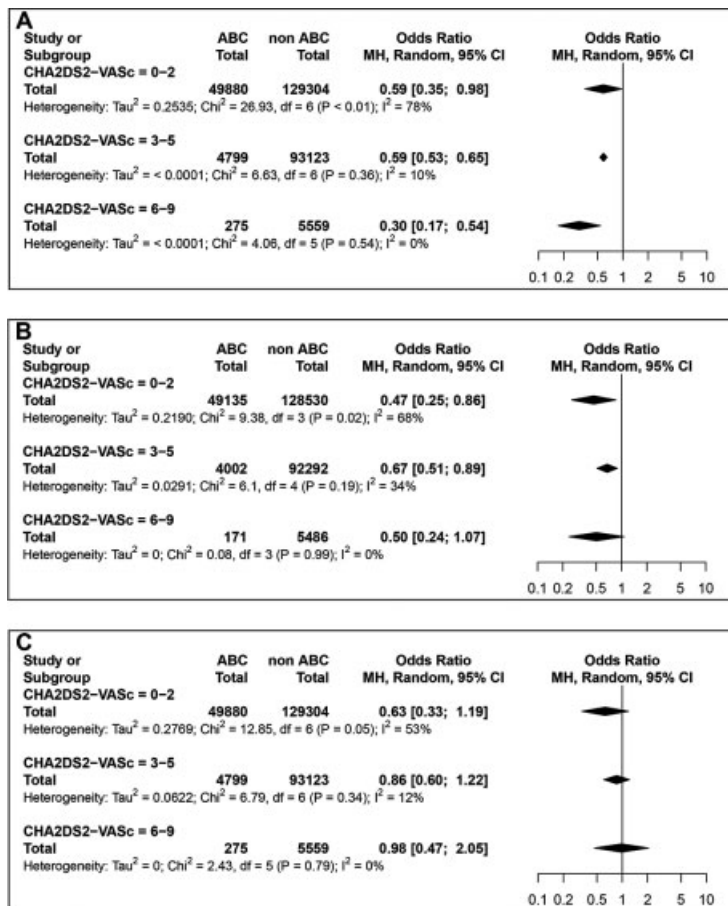 A
Study or ABC non ABC Odds Ratio Odds Ratio
Subgroup Total Total MH, Random, 95% CI MH, Random, 95% CI
CHA2DS2−VASc = 0−2
Total 49880 129304 0.59 [0.35; 0.98]
Heterogeneity: Tau² = 0.2535; Chi² = 26.93, df = 6 (P < 0.01); I² = 78%
CHA2DS2−VASc = 3−5
Total 4799 93123 0.59 [0.53; 0.65]
Heterogeneity: Tau² = < 0.0001; Chi² = 6.63, df = 6 (P = 0.36); I² = 10%
CHA2DS2−VASc = 6−9
Total 275 5559 0.30 [0.17; 0.54]
Heterogeneity: Tau² = < 0.0001; Chi² = 4.06, df = 5 (P = 0.54); I² = 0%
0.1 0.2 0.5 1 2 5 10
B
Study or ABC non ABC Odds Ratio Odds Ratio
Subgroup Total Total MH, Random, 95% CI MH, Random, 95% CI
CHA2DS2−VASc = 0−2
Total 49135 128530 0.47 [0.25; 0.86]
Heterogeneity: Tau² = 0.2190; Chi² = 9.38, df = 3 (P = 0.02); I² = 68%
CHA2DS2−VASc = 3−5
Total 4002 92292 0.67 [0.51; 0.89]
Heterogeneity: Tau² = 0.0291; Chi² = 6.1, df = 4 (P = 0.19); I² = 34%
CHA2DS2−VASc = 6−9
Total 171 5486 0.50 [0.24; 1.07]
Heterogeneity: Tau² = 0; Chi² = 0.08, df = 3 (P = 0.99); I² = 0%
0.1 0.2 0.5 1 2 5 10
C
Study or ABC non ABC Odds Ratio Odds Ratio
Subgroup Total Total MH, Random, 95% CI MH, Random, 95% CI
CHA2DS2−VASc = 0−2
Total 49880 129304 0.63 [0.33; 1.19]
Heterogeneity: Tau² = 0.2769; Chi² = 12.85, df = 6 (P = 0.05); I² = 53%
CHA2DS2−VASc = 3−5
Total 4799 93123 0.86 [0.60; 1.22]
Heterogeneity: Tau² = 0.0622; Chi² = 6.79, df = 6 (P = 0.34); I² = 12%
CHA2DS2−VASc = 6−9
Total 275 5559 0.98 [0.47; 2.05]
Heterogeneity: Tau² = 0; Chi² = 2.43, df = 5 (P = 0.79); I² = 0%
0.1 0.2 0.5 1 2 5 10